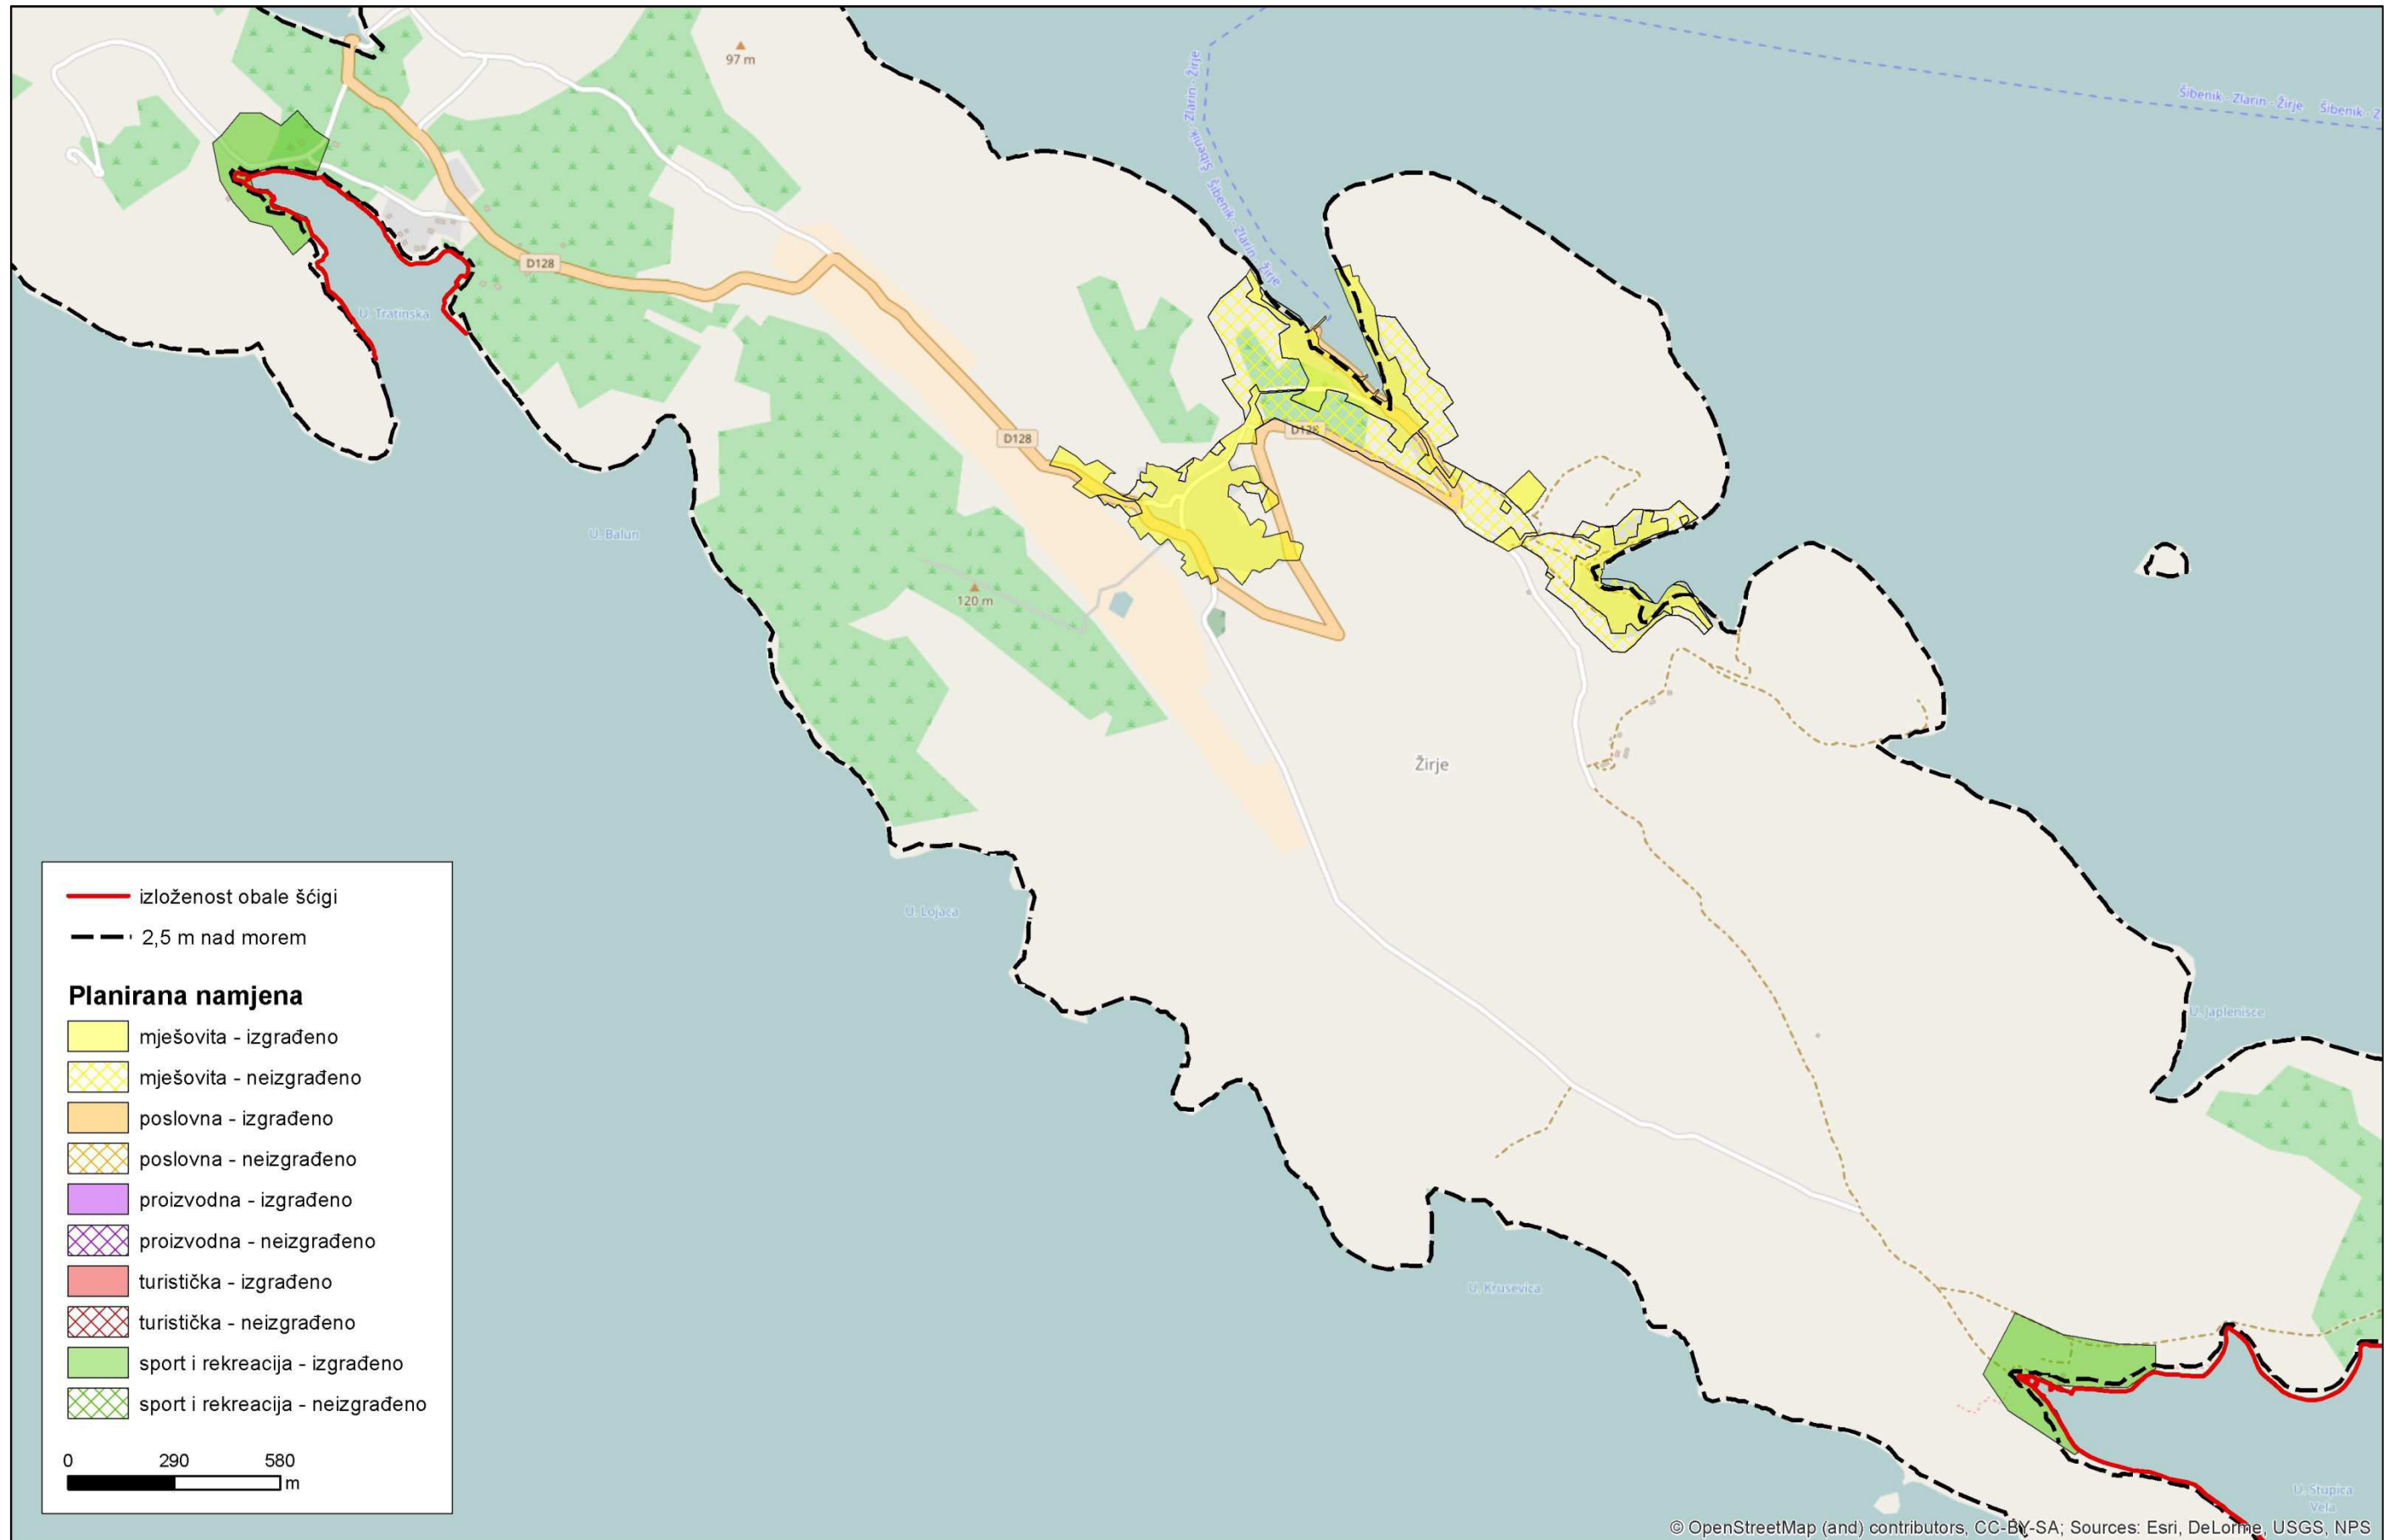 97 m
Šibenik - Zlarin - Žirje
Šibenik - Zlarin - Žirje
Šibenik - Zlarin - Žirje
Šibenik - Z
D128
U. Tratinska
D128
D128
U. Balun
120 m
Žirje
U. Lojaca
U. Japlenisce
U. Krusevica
U. Stupica
Vela
izloženost obale šćigi
2,5 m nad morem
Planirana namjena
mješovita - izgrađeno
mješovita - neizgrađeno
poslovna - izgrađeno
poslovna - neizgrađeno
proizvodna - izgrađeno
proizvodna - neizgrađeno
turistička - izgrađeno
turistička - neizgrađeno
sport i rekreacija - izgrađeno
sport i rekreacija - neizgrađeno
0 290 580
m
© OpenStreetMap (and) contributors, CC-BY-SA; Sources: Esri, DeLorme, USGS, NPS